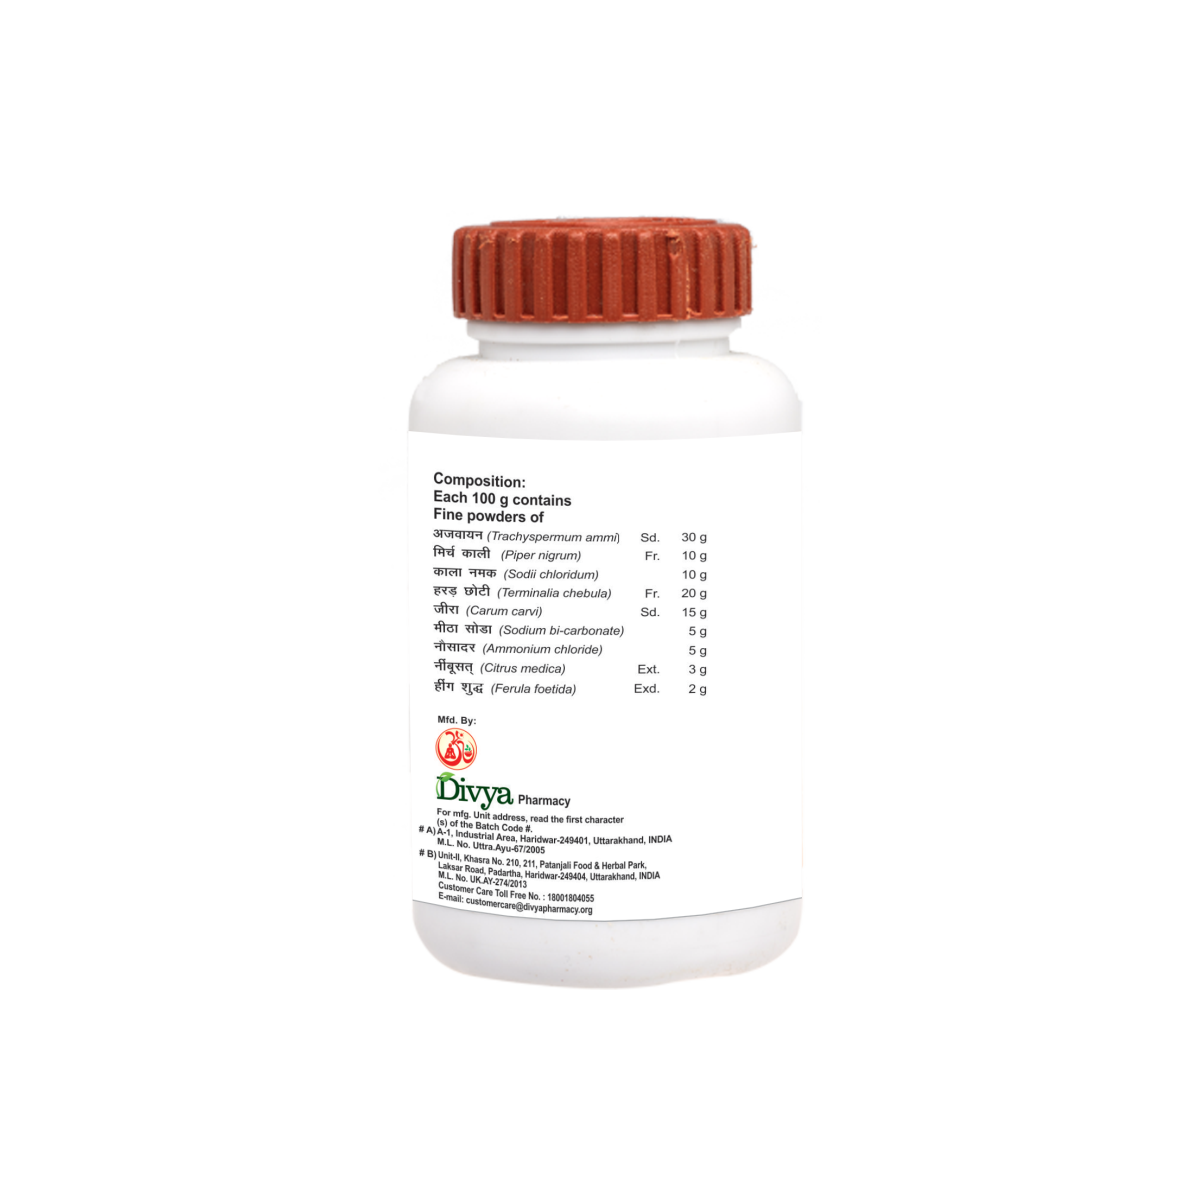 Composition:
Each 100 g contains
Fine powders of
अजवायन (Trachyspermum ammi) Sd. 30 g
मिर्च काली (Piper nigrum) Fr. 10 g
काला नमक (Sodii chloridum) 10 g
हरड़ छोटी (Terminalia chebula) Fr. 20 g
जीरा (Carum carvi) Sd. 15 g
मीठा सोडा (Sodium bi-carbonate) 5 g
नौसादर (Ammonium chloride) 5 g
नींबूसत् (Citrus medica) Ext. 3 g
हींग शुद्ध (Ferula foetida) Exd. 2 g
Mfd. By:
Divya Pharmacy
For mfg. Unit address, read the first character
(s) of the Batch Code #.
# A) A-1, Industrial Area, Haridwar-249401, Uttarakhand, INDIA
M.L. No. Uttra.Ayu-67/2005
# B) Unit-II, Khasra No. 210, 211, Patanjali Food & Herbal Park,
Laksar Road, Padartha, Haridwar-249404, Uttarakhand, INDIA
M.L. No. UK.AY-274/2013
Customer Care Toll Free No. : 18001804055
E-mail: customercare@divyapharmacy.org